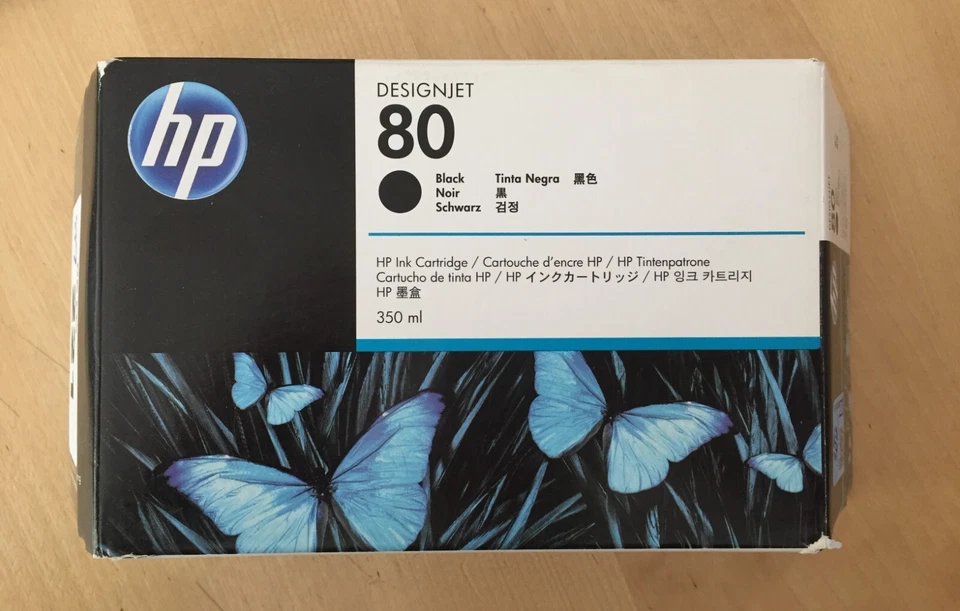 hp
DESIGNJET
80
Black Tinta Negra 黑色
Noir 黒
Schwarz 검정
HP Ink Cartridge / Cartouche d'encre HP / HP Tintenpatrone
Cartucho de tinta HP / HP インクカートリッジ / HP 잉크 카트리지
HP 墨盒
350 ml